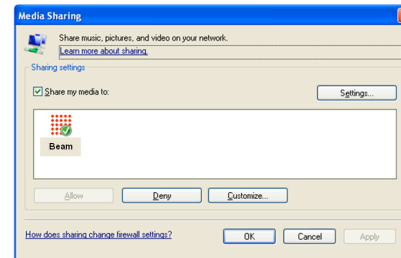 Media Sharing
Share music, pictures, and video on your network.
Learn more about sharing.
Sharing settings
Share my media to:
Settings...
Beam
Allow
Deny
Customize...
How does sharing change firewall settings?
OK
Cancel
Apply